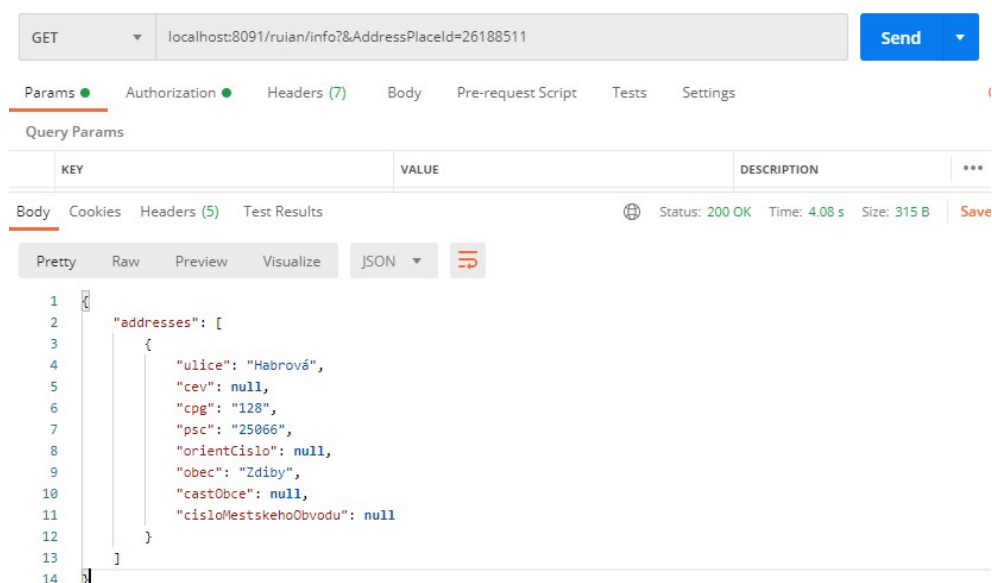 GET localhost:8091/ruian/info?&AddressPlaceId=26188511 Send
Params Authorization Headers (7) Body Pre-request Script Tests Settings
Query Params
KEY VALUE DESCRIPTION •••
Body Cookies Headers (5) Test Results Status: 200 OK Time: 4.08 s Size: 315 B Save
Pretty Raw Preview Visualize JSON
1 {
2 "addresses": [
3 {
4 "ulice": "Habrová",
5 "cev": null,
6 "cpg": "128",
7 "psc": "25066",
8 "orientCislo": null,
9 "obec": "Zdiby",
10 "castObce": null,
11 "cisloMestskehoObvodu": null
12 }
13 ]
14 }